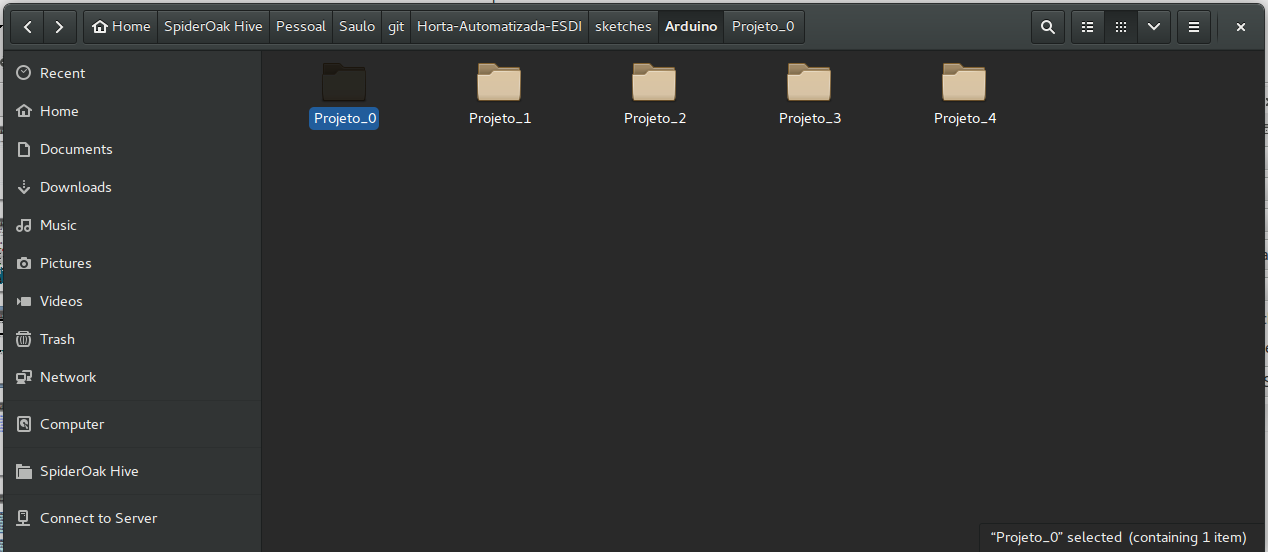 Home SpiderOak Hive Pessoal Saulo git Horta-Automatizada-ESDI sketches Arduino Projeto_0
Recent
Home
Documents
Downloads
Music
Pictures
Videos
Trash
Network
Computer
SpiderOak Hive
Connect to Server
Projeto_0 Projeto_1 Projeto_2 Projeto_3 Projeto_4
“Projeto_0” selected (containing 1 item)